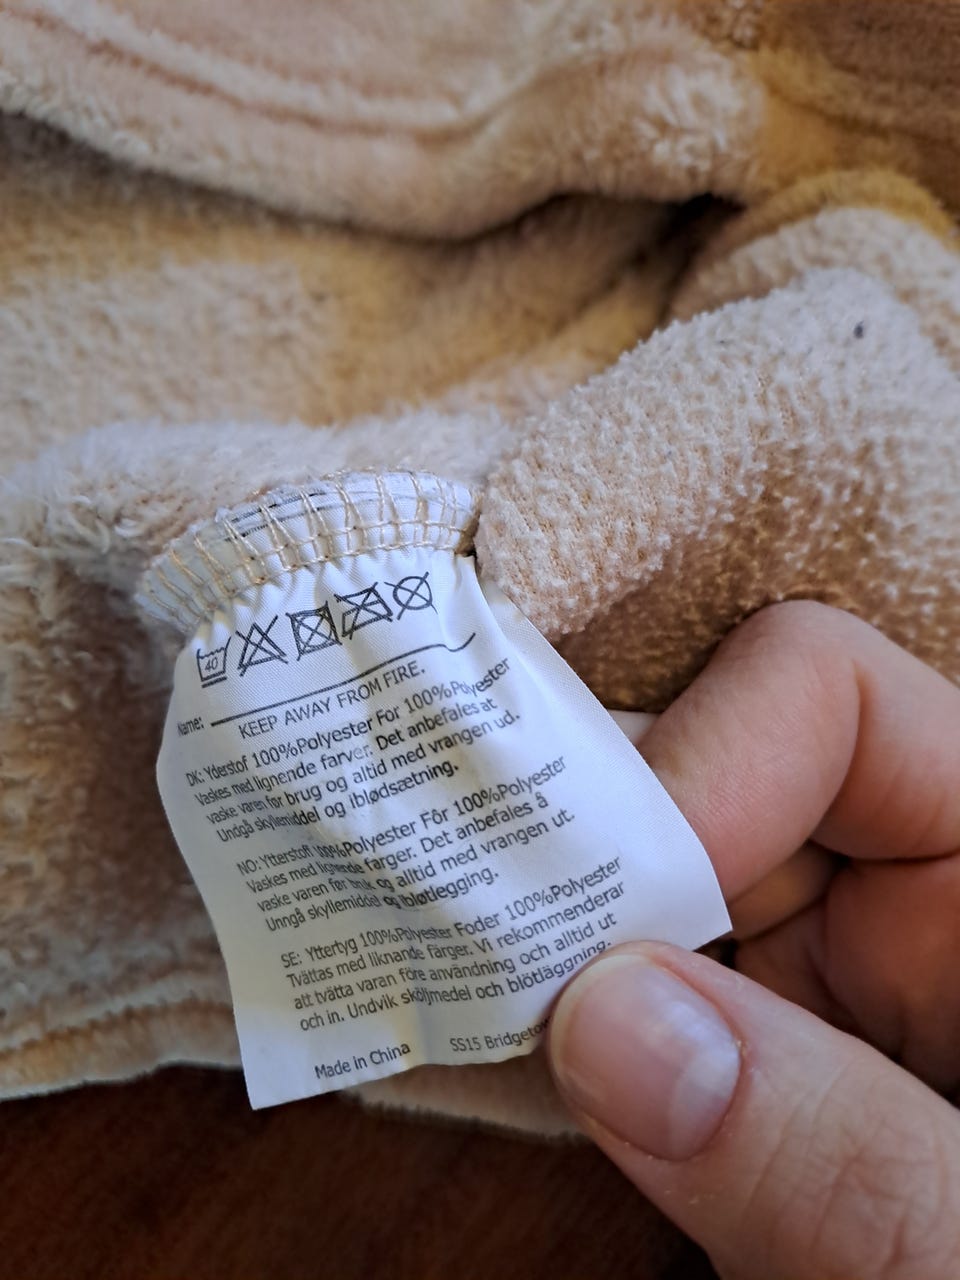 40
Name:
KEEP AWAY FROM FIRE.
DK: Yderstof 100%Polyester For 100%Polyester
Vaskes med lignende farver. Det anbefales at
vaske varen før brug og altid med vrangen ud.
Undgå skyllemiddel og iblødsætning.
NO: Ytterstoff 100%Polyester Fôr 100%Polyester
Vaskes med lignende farger. Det anbefales å
vaske varen før bruk og alltid med vrangen ut.
Unngå skyllemiddel og ibløtlegging.
SE: Yttertyg 100%Polyester Foder 100%Polyester
Tvättas med liknande färger. Vi rekommenderar
att tvätta varan före användning och alltid ut
och in. Undvik sköljmedel och blötläggning.
Made in China SS15